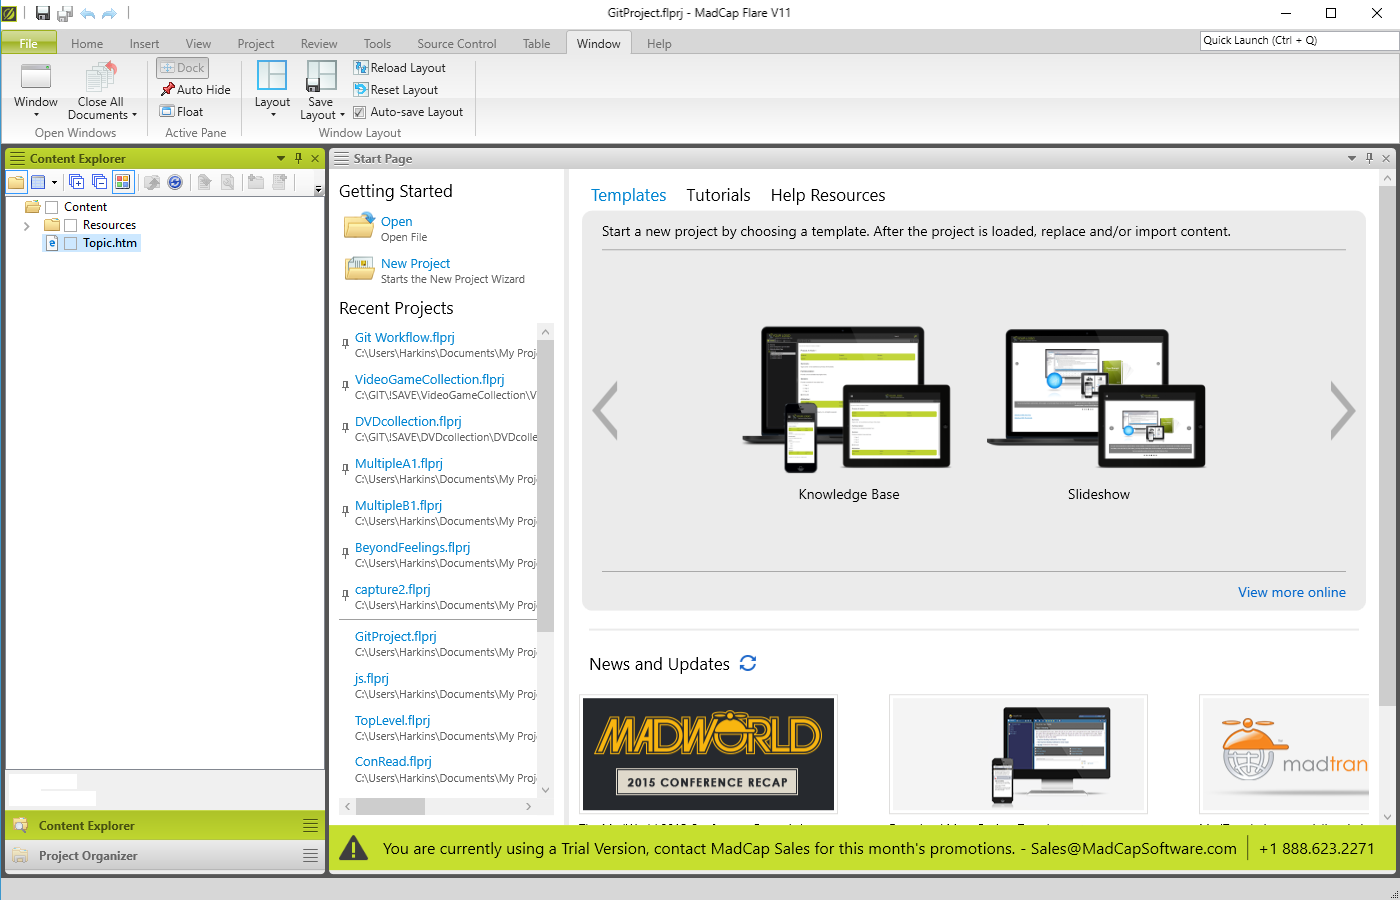 GitProject.flprj - MadCap Flare V11
File Home Insert View Project Review Tools Source Control Table Window Help
Quick Launch (Ctrl + Q)
Window
Close All
Documents
Open Windows
Dock
Auto Hide
Float
Active Pane
Layout
Save
Layout
Reload Layout
Reset Layout
Auto-save Layout
Window Layout
Content Explorer
Content
Resources
Topic.htm
Content Explorer
Project Organizer
Start Page
Getting Started
Open
Open File
New Project
Starts the New Project Wizard
Recent Projects
Git Workflow.flprj
C:\Users\Harkins\Documents\My Proj
VideoGameCollection.flprj
C:\GIT\!SAVE\VideoGameCollection\V
DVDcollection.flprj
C:\GIT\!SAVE\DVDcollection\DVDcolle
MultipleA1.flprj
C:\Users\Harkins\Documents\My Proj
MultipleB1.flprj
C:\Users\Harkins\Documents\My Proj
BeyondFeelings.flprj
C:\Users\Harkins\Documents\My Proj
capture2.flprj
C:\Users\Harkins\Documents\My Proj
GitProject.flprj
C:\Users\Harkins\Documents\My Proj
js.flprj
C:\Users\Harkins\Documents\My Proj
TopLevel.flprj
C:\Users\Harkins\Documents\My Proj
ConRead.flprj
C:\Users\Harkins\Documents\My Proj
Templates Tutorials Help Resources
Start a new project by choosing a template. After the project is loaded, replace and/or import content.
Knowledge Base
Slideshow
View more online
News and Updates
MADWORLD
2015 CONFERENCE RECAP
madtran
You are currently using a Trial Version, contact MadCap Sales for this month's promotions. - Sales@MadCapSoftware.com
+1 888.623.2271